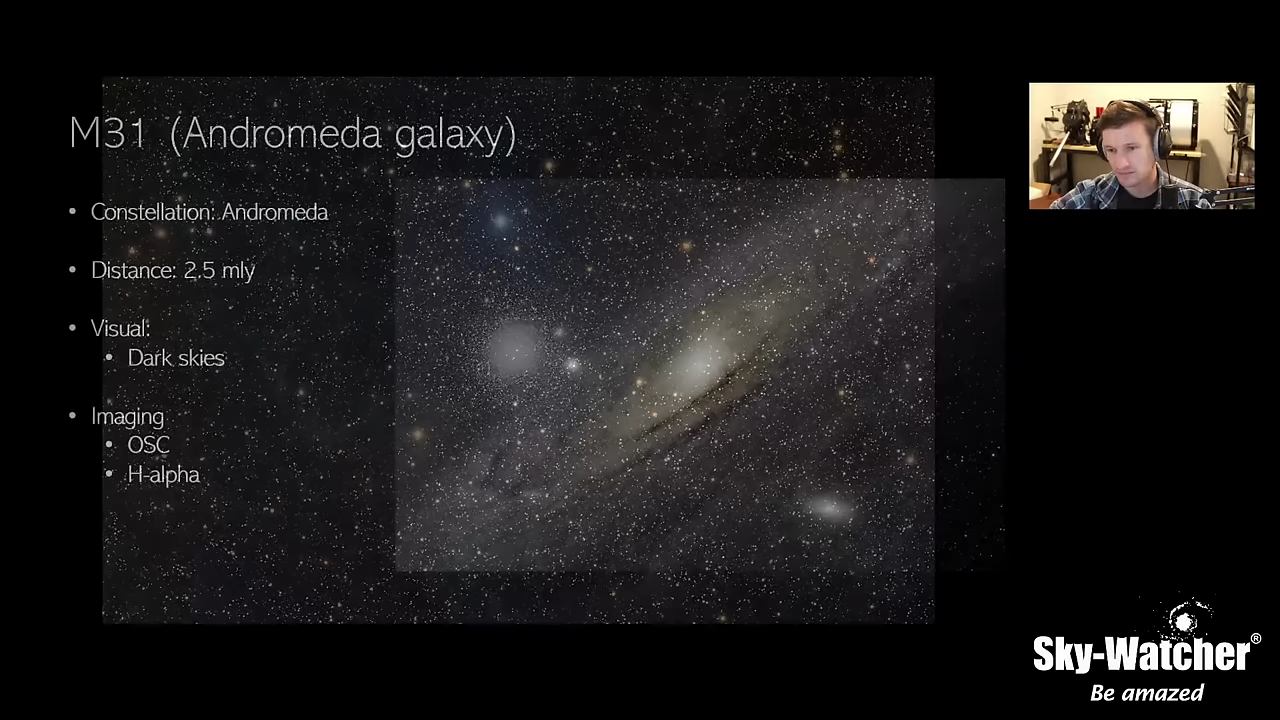 M31 (Andromeda galaxy)
• Constellation: Andromeda
• Distance: 2.5 mly
• Visual:
• Dark skies
• Imaging
• OSC
• H-alpha
Sky-Watcher®
Be amazed